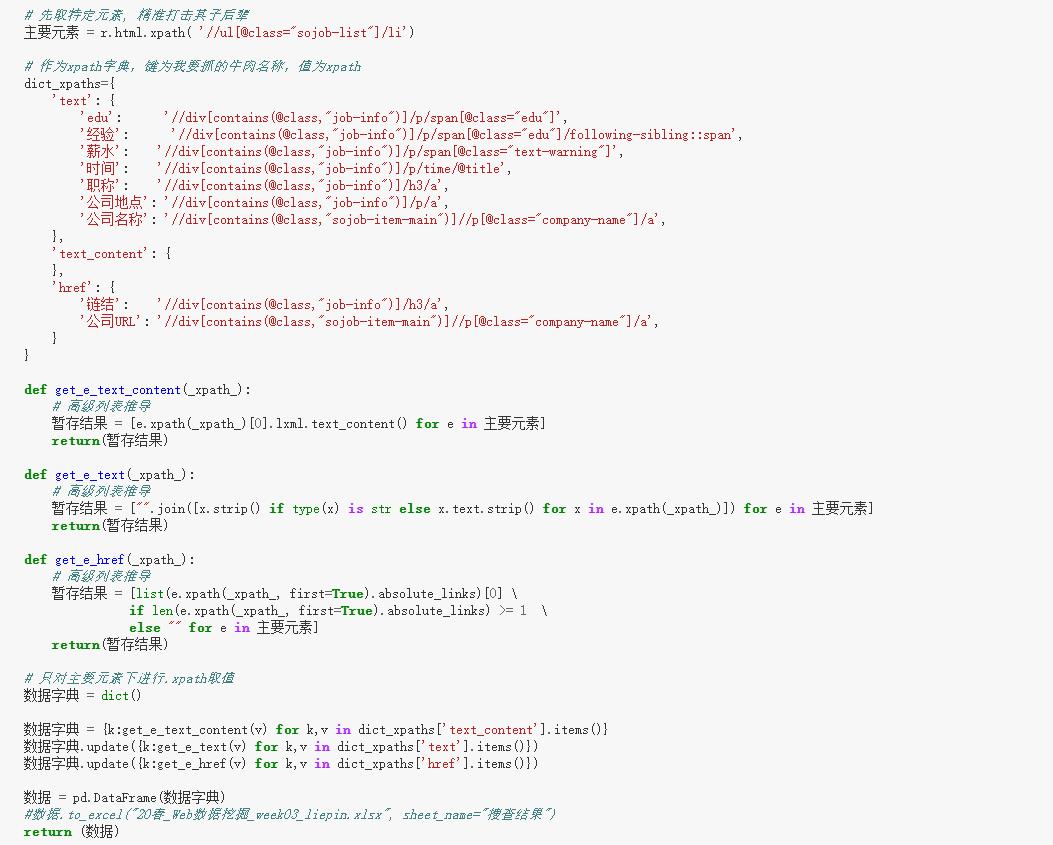 # 先取特定元素, 精准打击其子后辈
主要元素 = r.html.xpath( '//ul[@class="sojob-list"]/li')
# 作为xpath字典，键为我要抓的牛肉名称，值为xpath
dict_xpaths={
'text': {
'edu': '//div[contains(@class,"job-info")]/p/span[@class="edu"]',
'经验': '//div[contains(@class,"job-info")]/p/span[@class="edu"]/following-sibling::span',
'薪水': '//div[contains(@class,"job-info")]/p/span[@class="text-warning"]',
'时间': '//div[contains(@class,"job-info")]/p/time/@title',
'职称': '//div[contains(@class,"job-info")]/h3/a',
'公司地点': '//div[contains(@class,"job-info")]/p/a',
'公司名称': '//div[contains(@class,"sojob-item-main")]//p[@class="company-name"]/a',
},
'text_content': {
},
'href': {
'链结': '//div[contains(@class,"job-info")]/h3/a',
'公司URL': '//div[contains(@class,"sojob-item-main")]//p[@class="company-name"]/a',
}
}
def get_e_text_content(_xpath_):
# 高级列表推导
暂存结果 = [e.xpath(_xpath_)[0].lxml.text_content() for e in 主要元素]
return(暂存结果)
def get_e_text(_xpath_):
# 高级列表推导
暂存结果 = ["".join([x.strip() if type(x) is str else x.text.strip() for x in e.xpath(_xpath_)]) for e in 主要元素]
return(暂存结果)
def get_e_href(_xpath_):
# 高级列表推导
暂存结果 = [list(e.xpath(_xpath_, first=True).absolute_links)[0] \
if len(e.xpath(_xpath_, first=True).absolute_links) >= 1 \
else "" for e in 主要元素]
return(暂存结果)
# 只对主要元素下进行.xpath取值
数据字典 = dict()
数据字典 = {k:get_e_text_content(v) for k,v in dict_xpaths['text_content'].items()}
数据字典.update({k:get_e_text(v) for k,v in dict_xpaths['text'].items()})
数据字典.update({k:get_e_href(v) for k,v in dict_xpaths['href'].items()})
数据 = pd.DataFrame(数据字典)
#数据.to_excel("20春_Web数据挖掘_week03_liepin.xlsx", sheet_name="搜查结果")
return (数据)